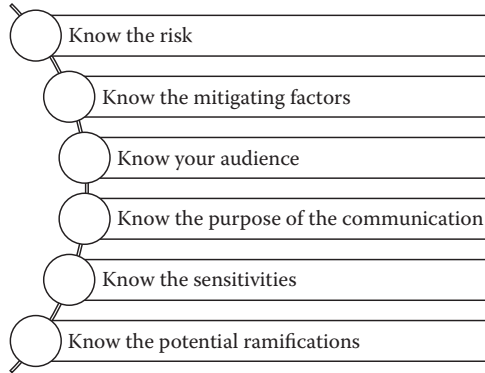 Know the risk
Know the mitigating factors
Know your audience
Know the purpose of the communication
Know the sensitivities
Know the potential ramifications